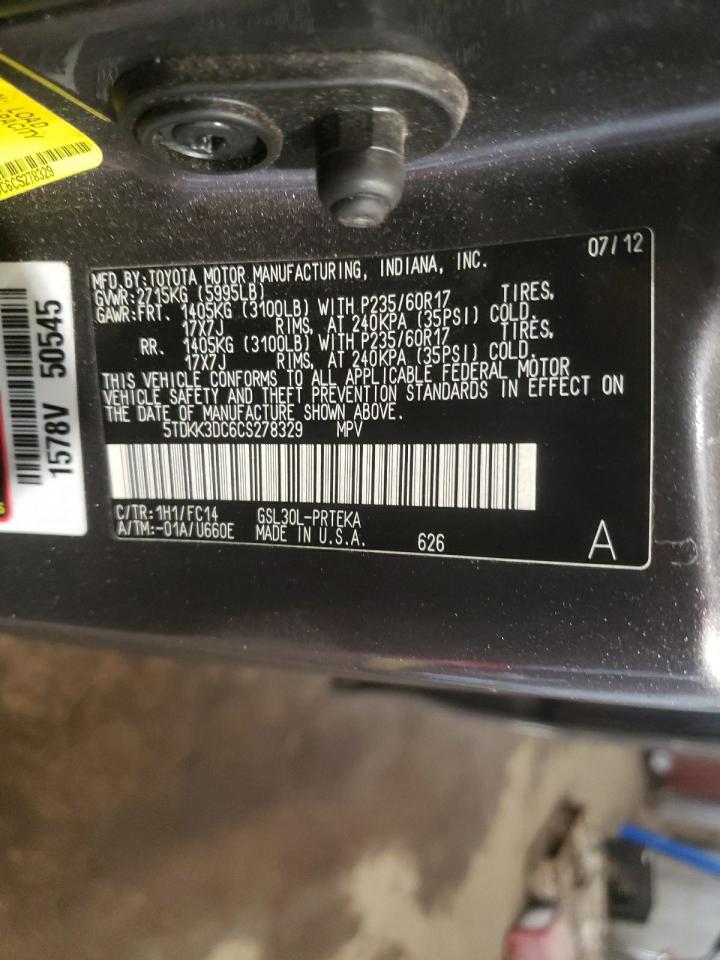 LOAD
CAPACITY
C6CS278329
1578V 50545
MFD.BY:TOYOTA MOTOR MANUFACTURING, INDIANA, INC. 07/12
GVWR:2715KG (5995LB)
GAWR:FRT. 1405KG (3100LB) WITH P235/60R17 TIRES,
17X7J RIMS, AT 240KPA (35PSI) COLD.
RR. 1405KG (3100LB) WITH P235/60R17 TIRES,
17X7J RIMS, AT 240KPA (35PSI) COLD.
THIS VEHICLE CONFORMS TO ALL APPLICABLE FEDERAL MOTOR
VEHICLE SAFETY AND THEFT PREVENTION STANDARDS IN EFFECT ON
THE DATE OF MANUFACTURE SHOWN ABOVE.
5TDKK3DC6CS278329 MPV
C/TR:1H1/FC14 GSL30L-PRTEKA
A/TM:-01A/U660E MADE IN U.S.A. 626 A